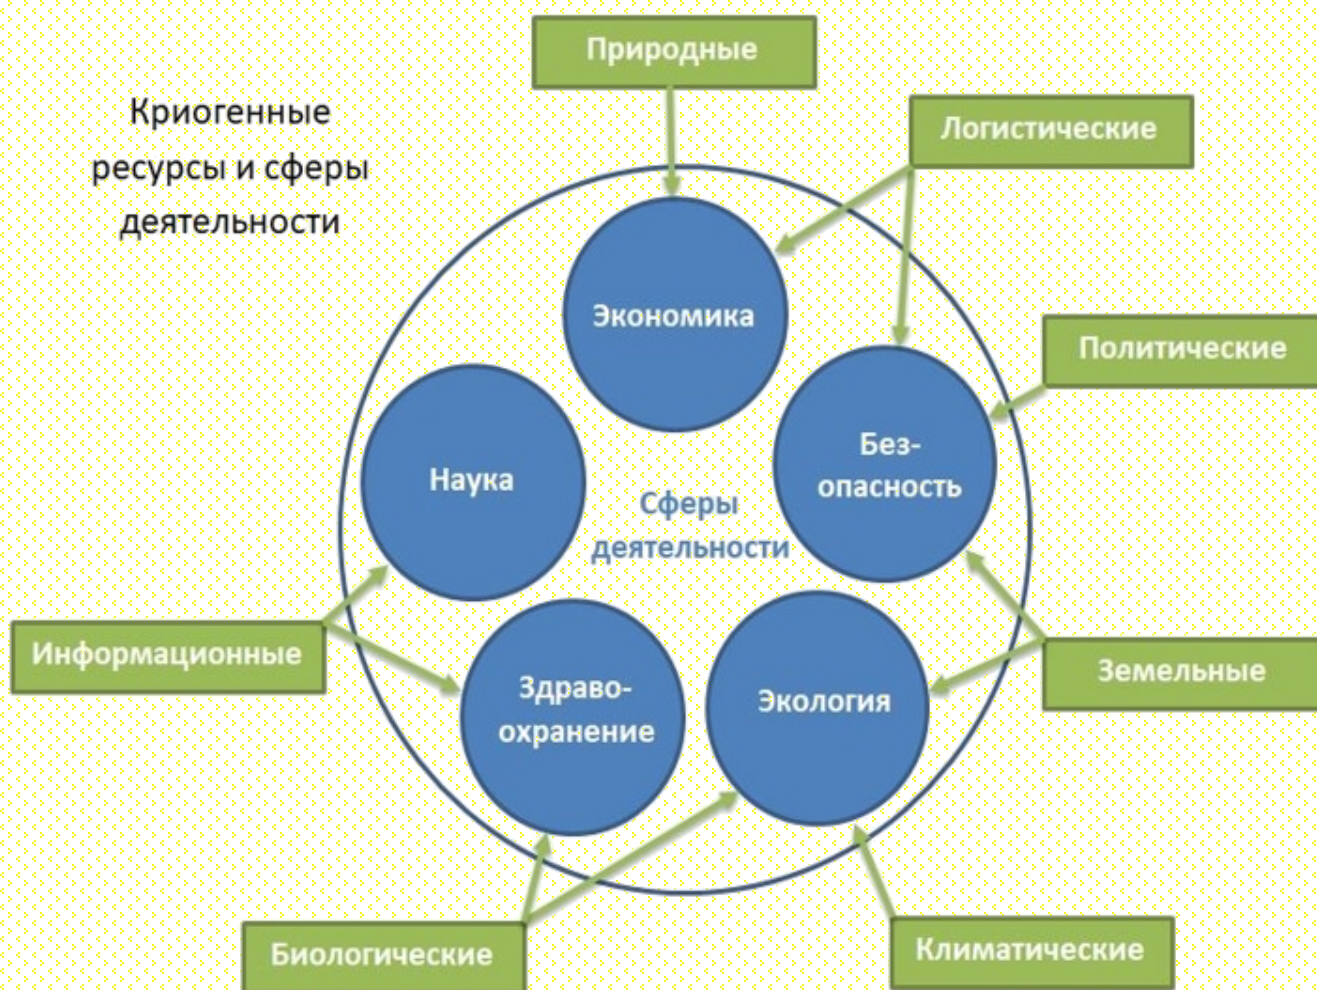 Природные
Криогенные
ресурсы и сферы
деятельности
Логистические
Экономика
Политические
Без-
опасность
Наука
Сферы
деятельности
Информационные
Земельные
Здраво-
охранение
Экология
Биологические
Климатические